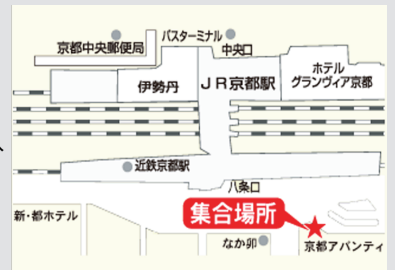 京都中央郵便局
バスターミナル
中央口
伊勢丹
JR京都駅
ホテル
グランヴィア京都
近鉄京都駅
八条口
新・都ホテル
集合場所
なか卯
京都アバンティ